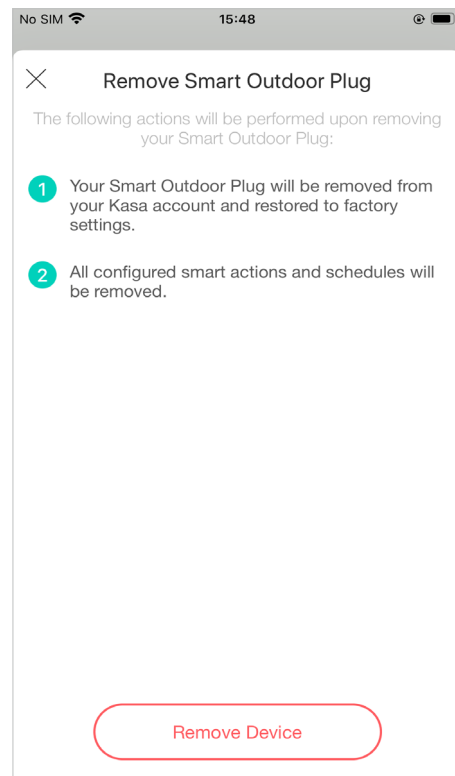 No SIM 15:48
Remove Smart Outdoor Plug
The following actions will be performed upon removing
your Smart Outdoor Plug:
1 Your Smart Outdoor Plug will be removed from
your Kasa account and restored to factory
settings.
2 All configured smart actions and schedules will
be removed.
Remove Device